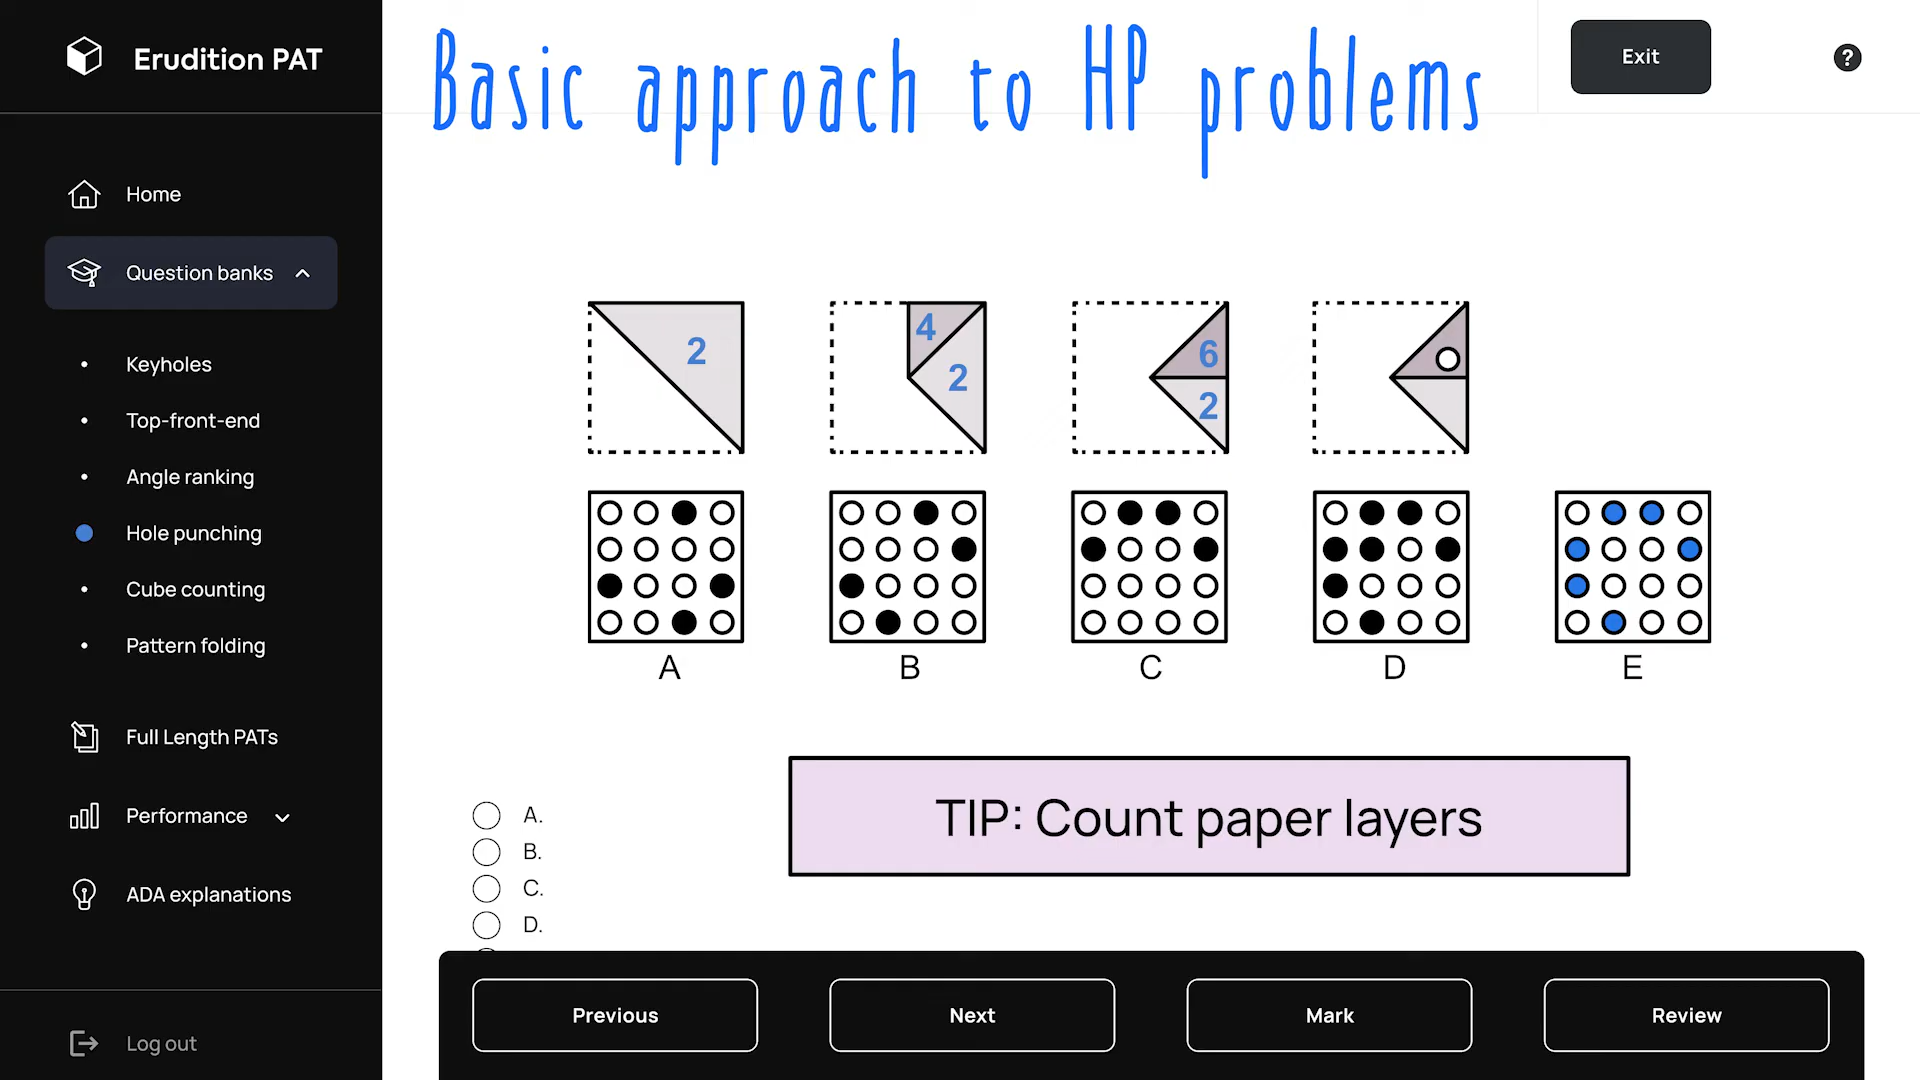 Erudition PAT
Basic approach to HP problems
Exit
?
Home
Question banks
Keyholes
Top-front-end
Angle ranking
Hole punching
Cube counting
Pattern folding
Full Length PATs
Performance
ADA explanations
Log out
2
4
2
6
2
A B C D E
TIP: Count paper layers
A.
B.
C.
D.
Previous Next Mark Review